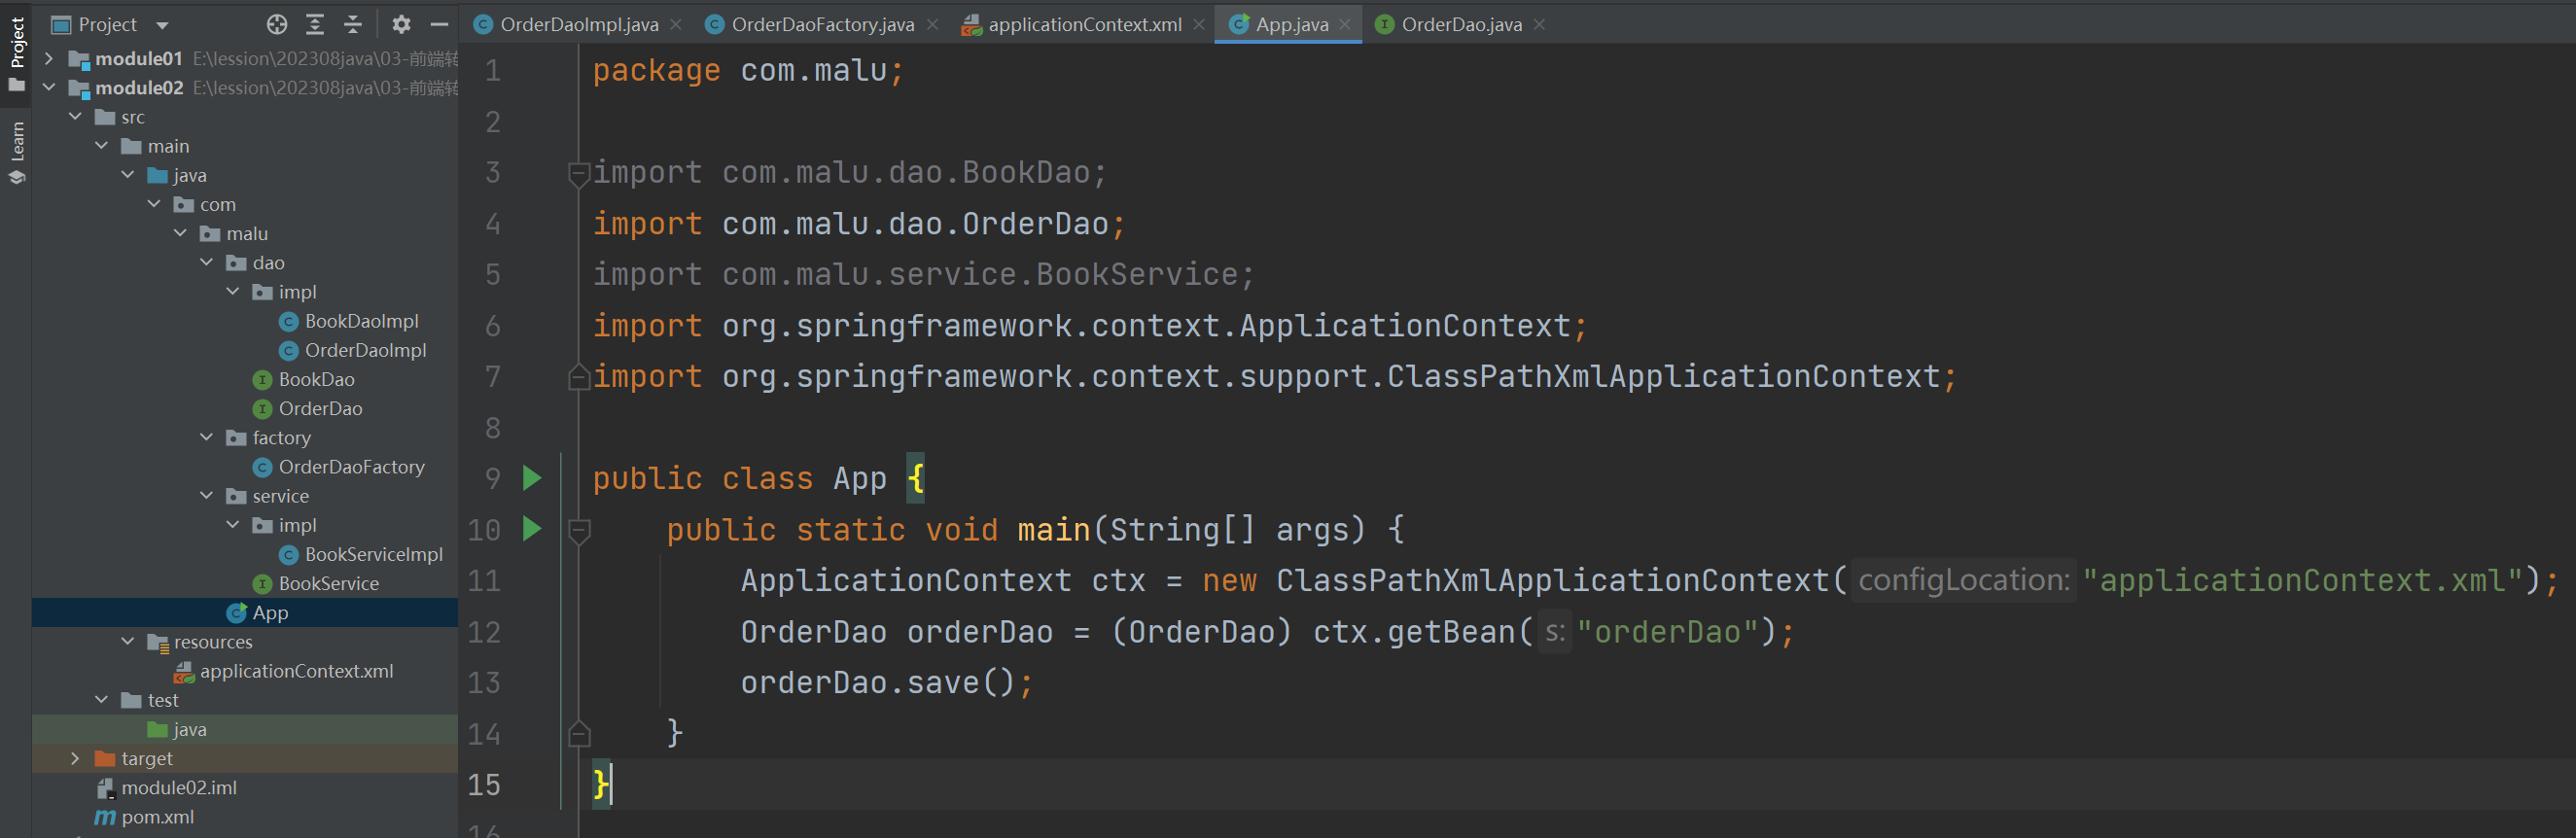 Project
Learn
Project
module01 E:\lession\202308java\03-前端转
module02 E:\lession\202308java\03-前端转
src
main
java
com
malu
dao
impl
BookDaoImpl
OrderDaoImpl
BookDao
OrderDao
factory
OrderDaoFactory
service
impl
BookServiceImpl
BookService
App
resources
applicationContext.xml
test
java
target
module02.iml
pom.xml
OrderDaoImpl.java OrderDaoFactory.java applicationContext.xml App.java OrderDao.java
1 package com.malu;
2
3 import com.malu.dao.BookDao;
4 import com.malu.dao.OrderDao;
5 import com.malu.service.BookService;
6 import org.springframework.context.ApplicationContext;
7 import org.springframework.context.support.ClassPathXmlApplicationContext;
8
9 public class App {
10 public static void main(String[] args) {
11 ApplicationContext ctx = new ClassPathXmlApplicationContext( configLocation: "applicationContext.xml");
12 OrderDao orderDao = (OrderDao) ctx.getBean( s: "orderDao");
13 orderDao.save();
14 }
15 }
16